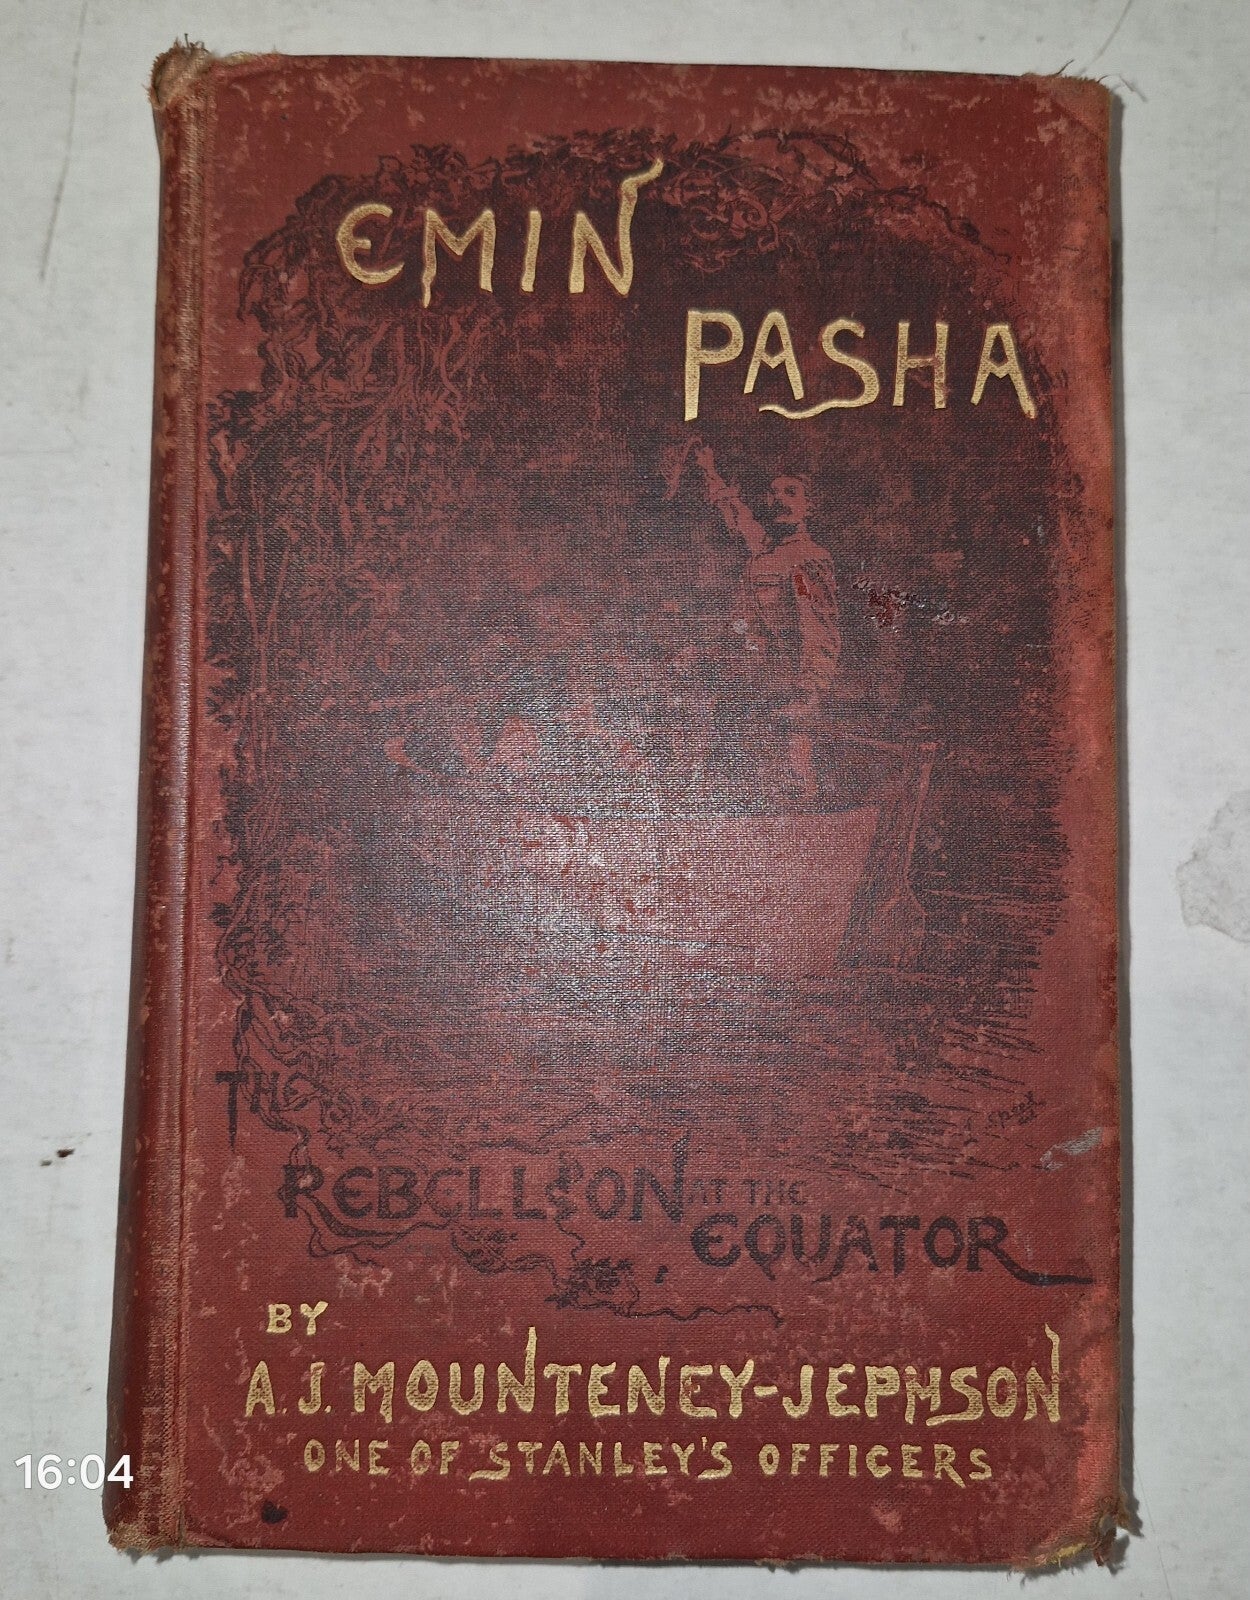 EMIN
PASHA
THE
REBELLION AT THE
EQUATOR
BY
A. J. MOUNTENEY-JEPHSON
ONE OF STANLEY'S OFFICERS
16:04